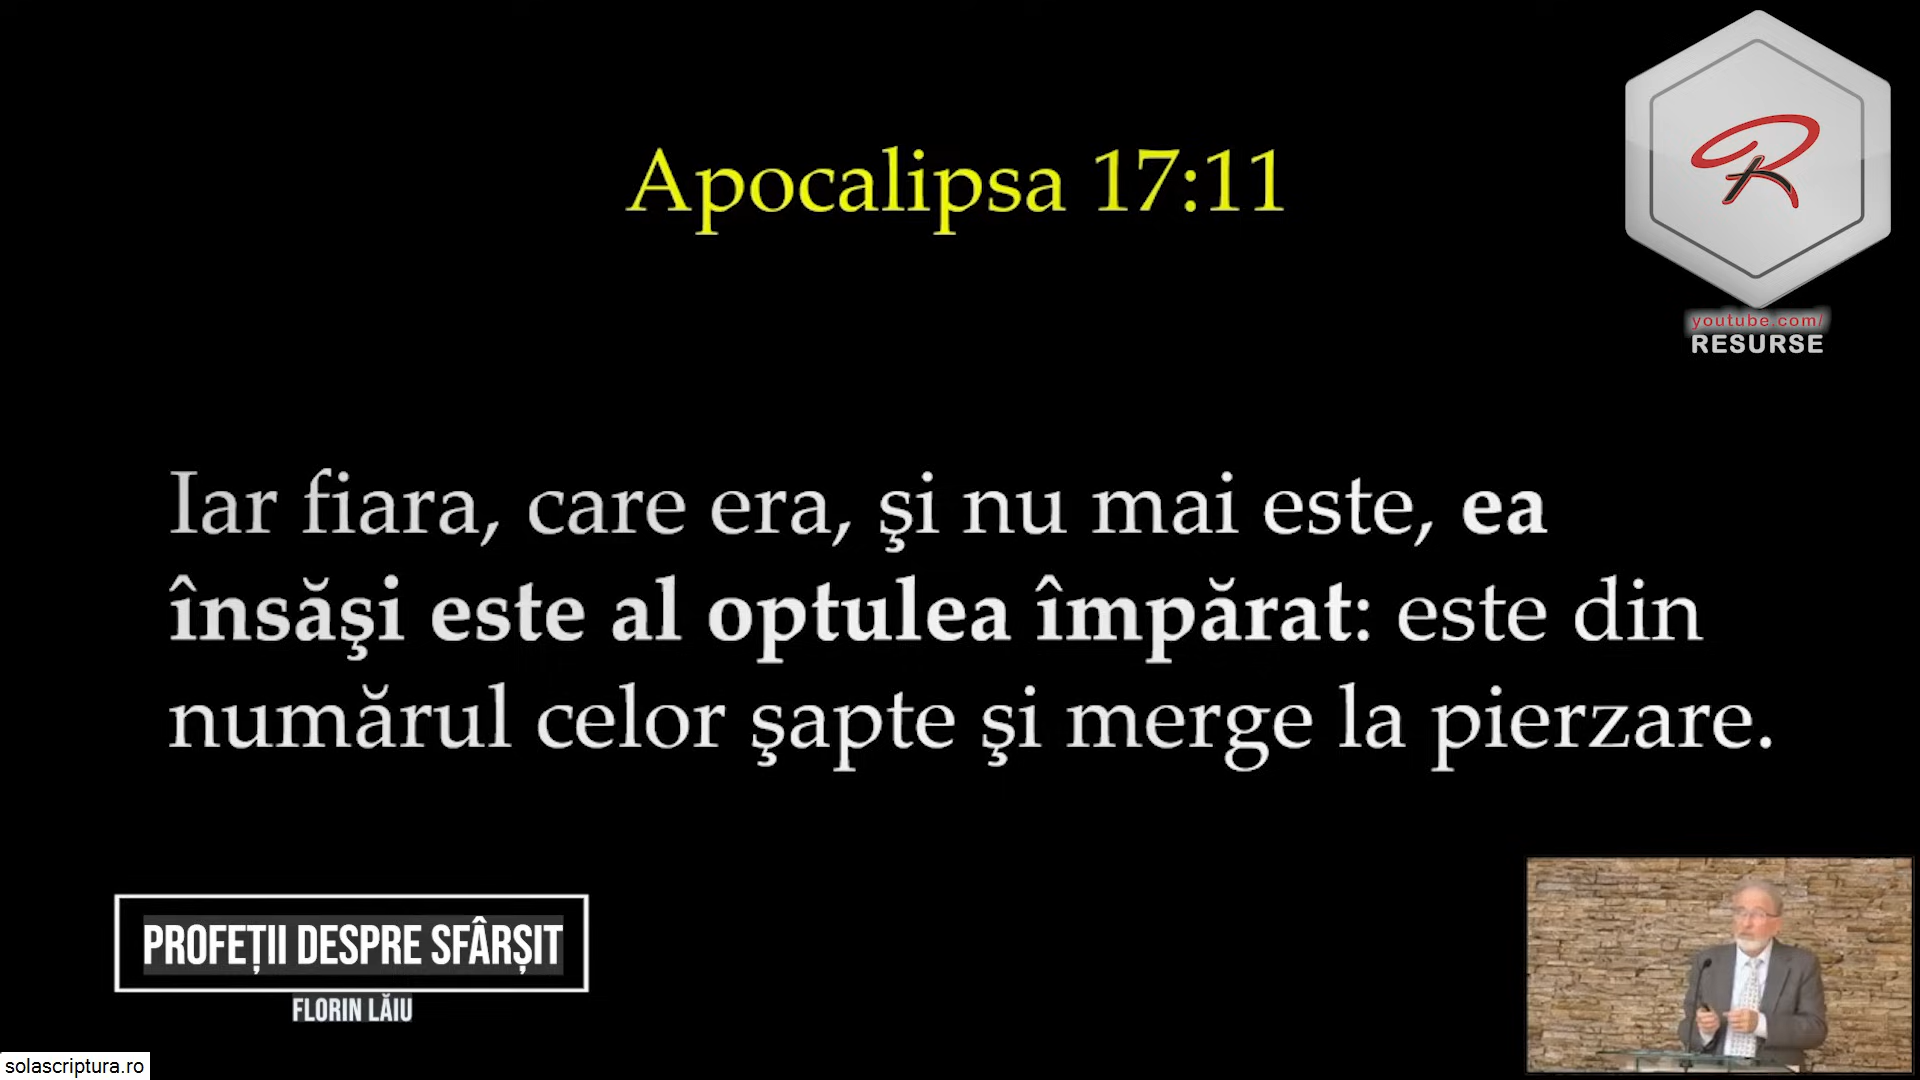 Apocalipsa 17:11
R
youtube.com/
RESURSE
Iar fiara, care era, şi nu mai este, ea
însăşi este al optulea împărat: este din
numărul celor şapte şi merge la pierzare.
PROFEȚII DESPRE SFÂRȘIT
FLORIN LĂIU
solascriptura.ro